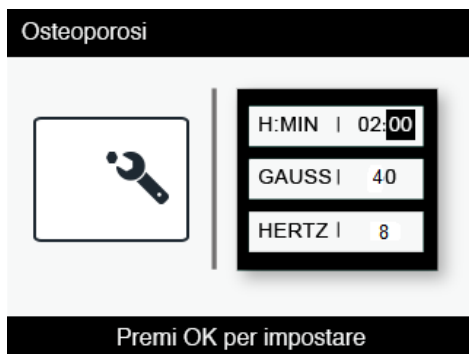 Osteoporosi
H:MIN | 02:00
GAUSS | 40
HERTZ | 8
Premi OK per impostare